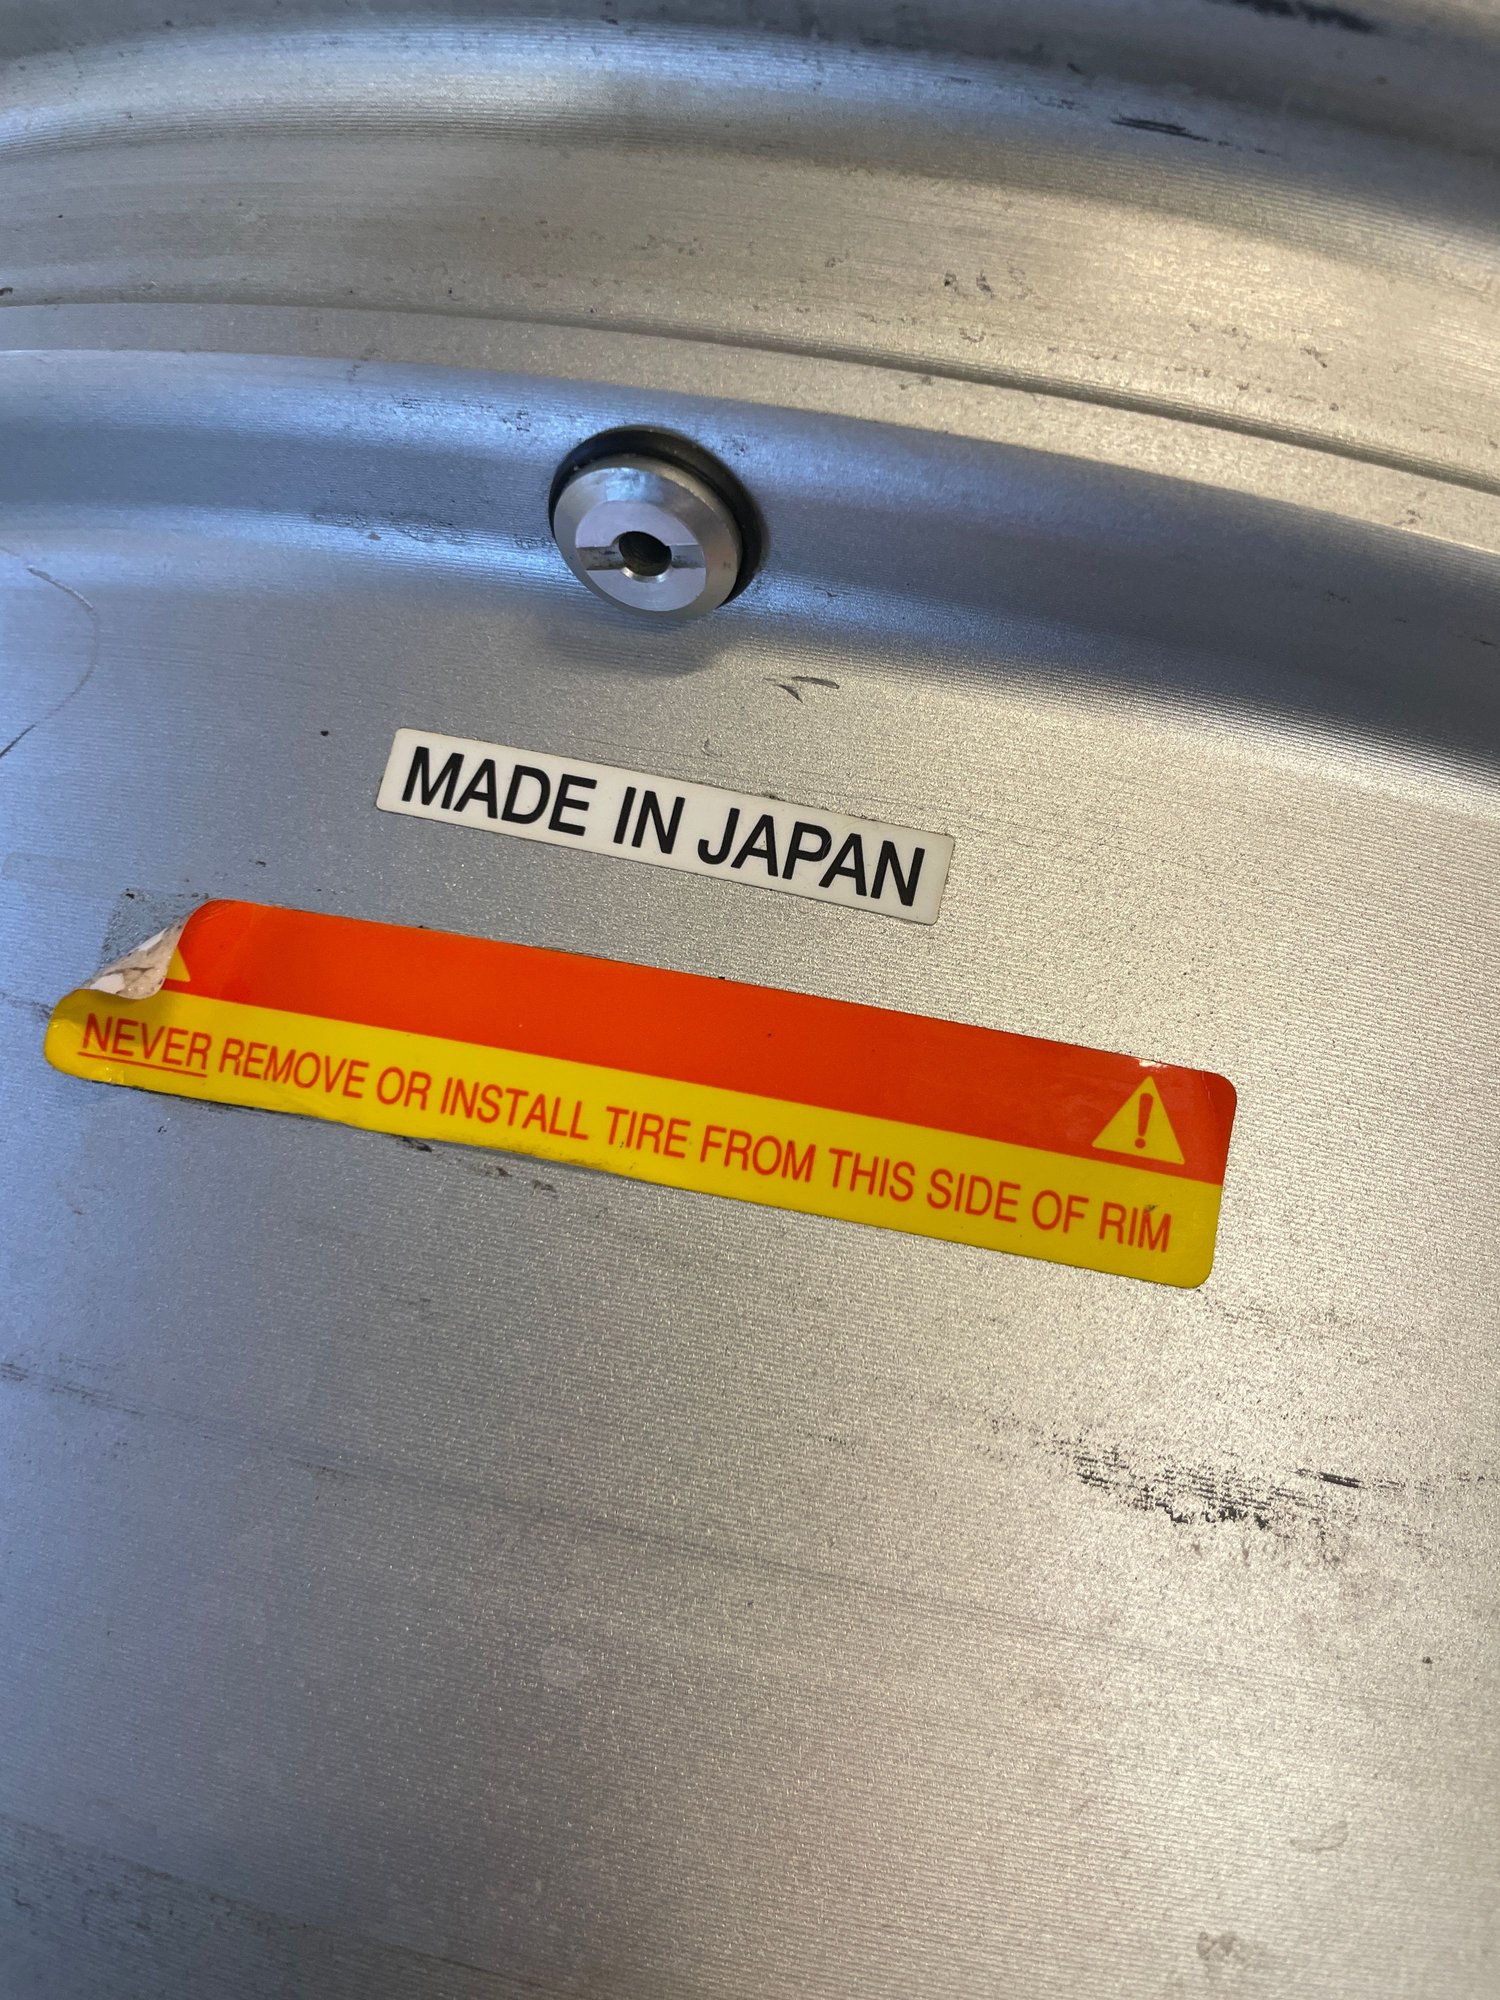 MADE IN JAPAN
NEVER REMOVE OR INSTALL TIRE FROM THIS SIDE OF RIM